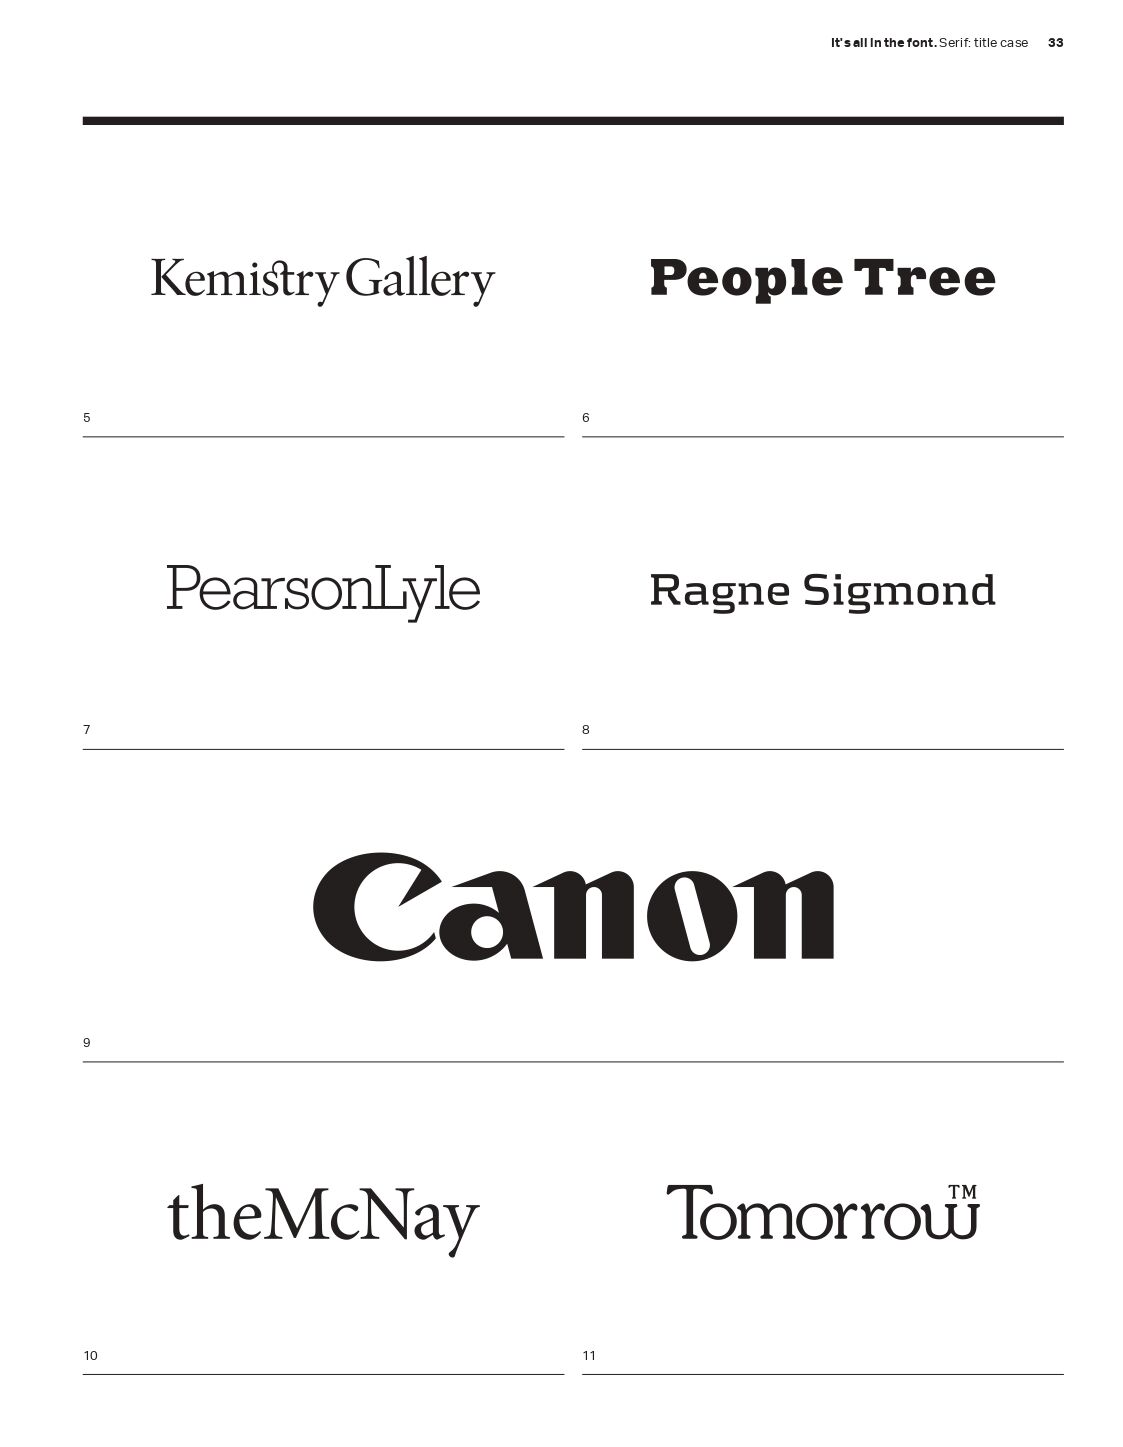 It's all in the font. Serif: title case 33
Kemistry Gallery
People Tree
5
6
PearsonLyle
Ragne Sigmond
7
8
Canon
9
theMcNay
Tomorrow™
10
11